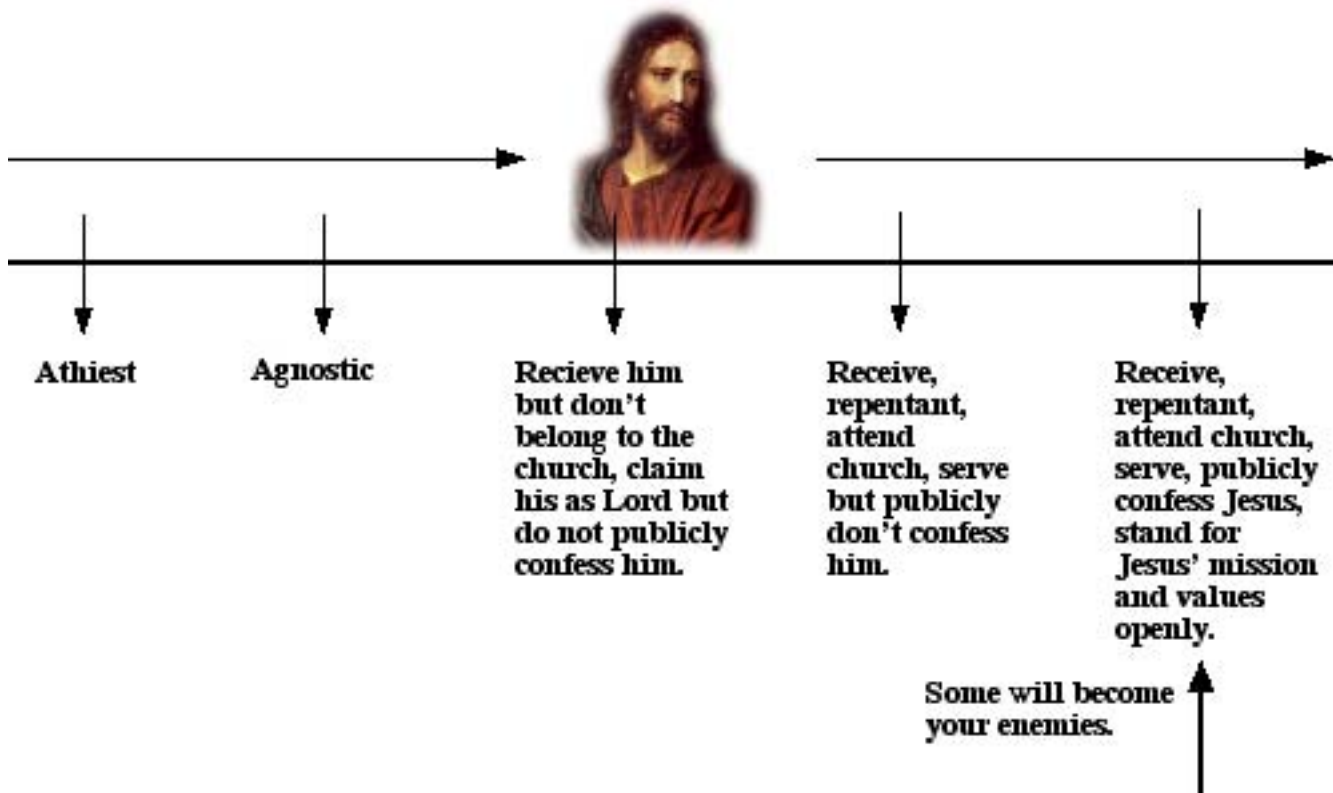 Athiest
Agnostic
Recieve him
but don't
belong to the
church, claim
his as Lord but
do not publicly
confess him.
Receive,
repentant,
attend
church, serve
but publicly
don't confess
him.
Receive,
repentant,
attend church,
serve, publicly
confess Jesus,
stand for
Jesus' mission
and values
openly.
Some will become
your enemies.